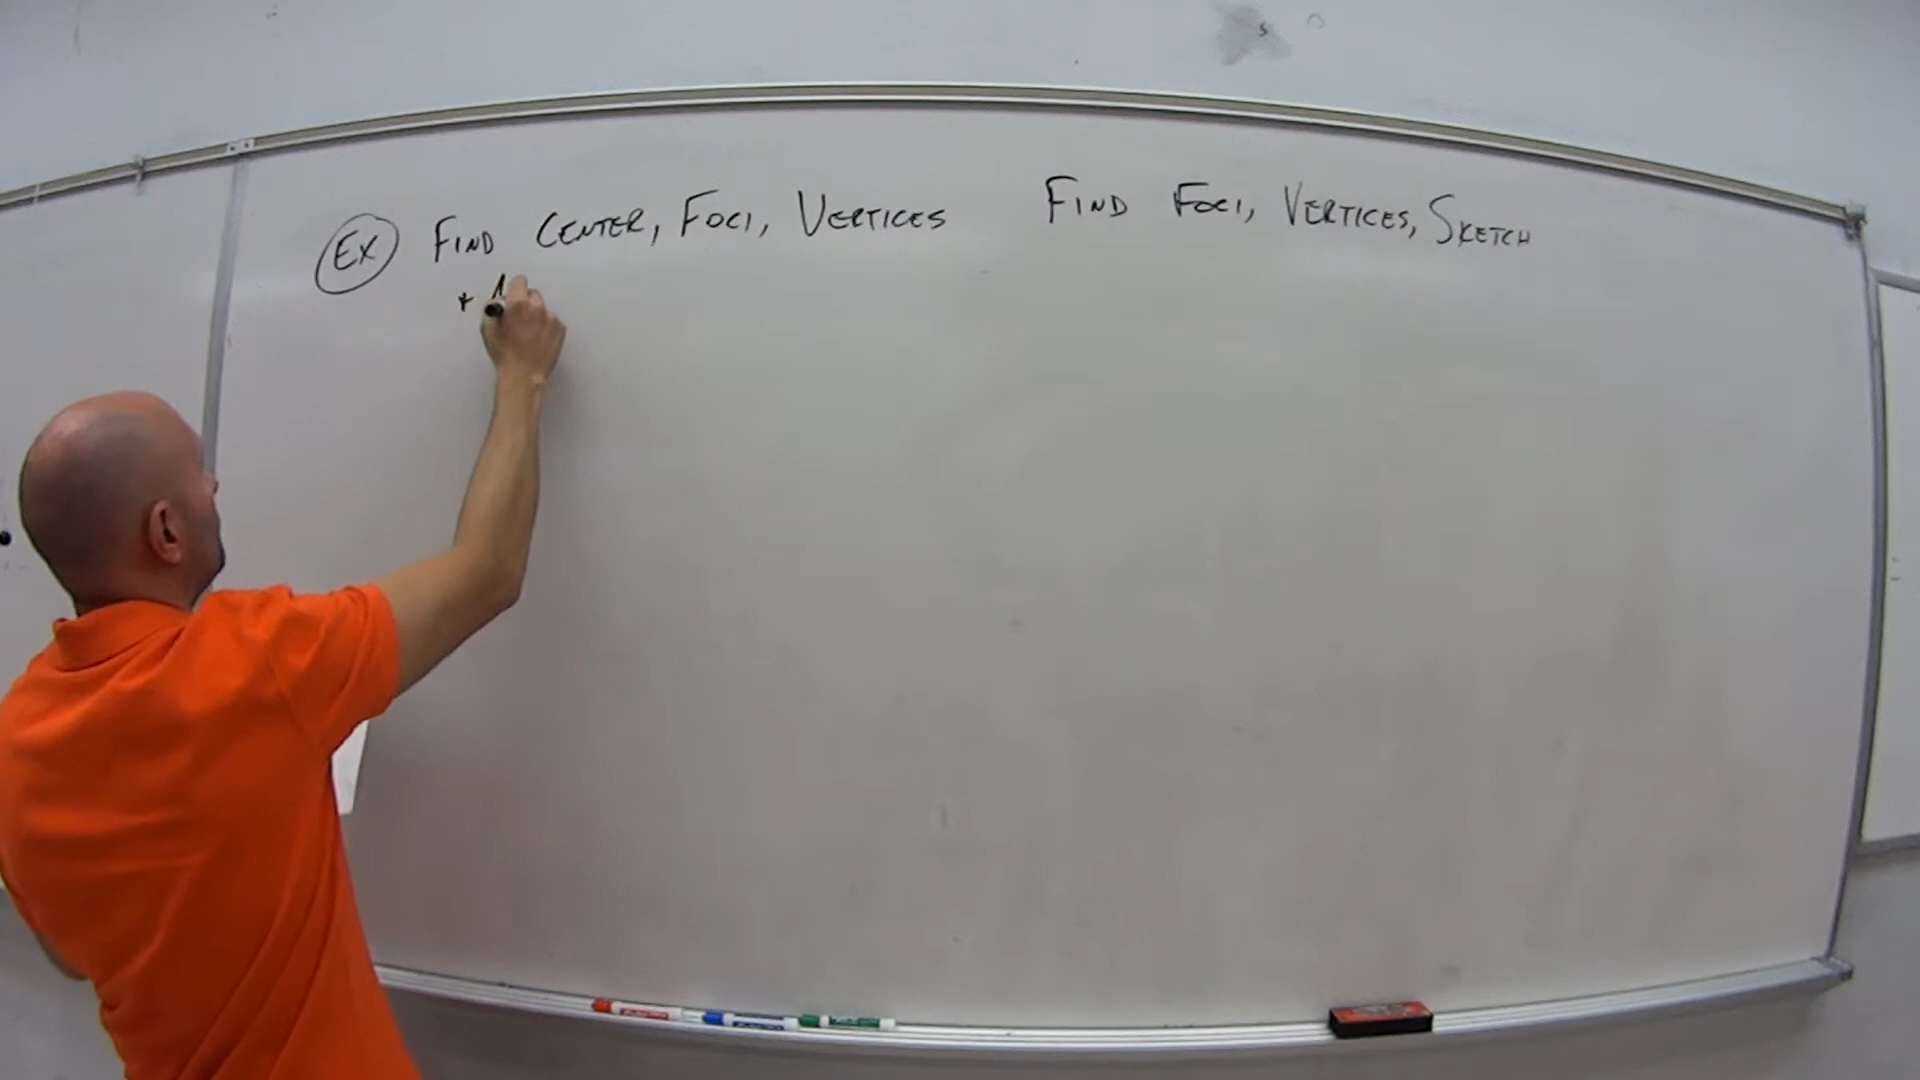 EX FIND CENTER, FOCI, VERTICES
+
FIND FOCI, VERTICES, SKETCH